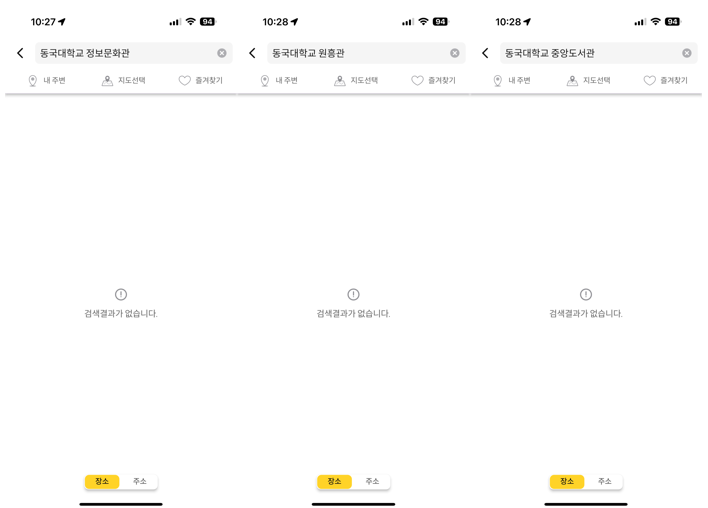 10:27
94
동국대학교 정보문화관
내 주변
지도선택
즐겨찾기
검색결과가 없습니다.
장소
주소
10:28
94
동국대학교 원흥관
내 주변
지도선택
즐겨찾기
검색결과가 없습니다.
장소
주소
10:28
94
동국대학교 중앙도서관
내 주변
지도선택
즐겨찾기
검색결과가 없습니다.
장소
주소